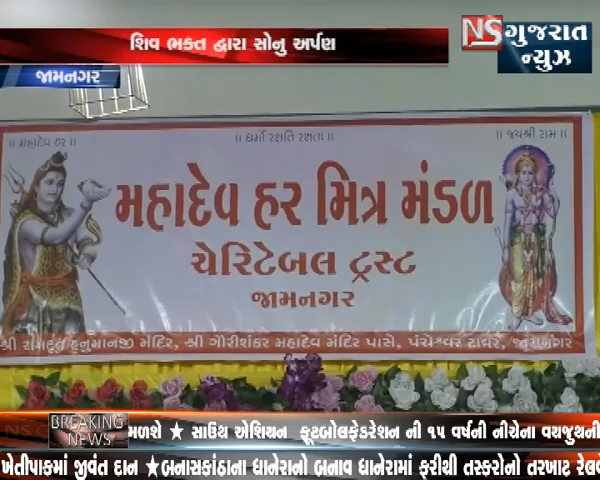 શિવ ભક્ત દ્વારા સોનુ અર્પણ
NS ગુજરાત
ન્યુઝ
જામનગર
॥ મહાદેવ હર ॥
॥ ધર્મો રક્ષતિ રક્ષતઃ ॥
॥ જયશ્રી રામ ॥
મહાદેવ હર મિત્ર મંડળ
ચેરિટેબલ ટ્રસ્ટ
જામનગર
શ્રી રામદૂત હનુમાનજી મંદિર, શ્રી ગૌરીશંકર મહાદેવ મંદિર પાસે, પંચેશ્વર ટાવર, જામનગર
BREAKING
NEWS
મળશે ★ સાઉથ એશિયન ફૂટબોલફેડરેશન ની ૧૫ વર્ષની નીચેના વયજુથની
ખેતીપાકમાં જીવંત દાન ★બનાસકાંઠાના ધાનેરાનો બનાવ ધાનેરામાં ફરીથી તસ્કરોનો તરખાટ રેલવે